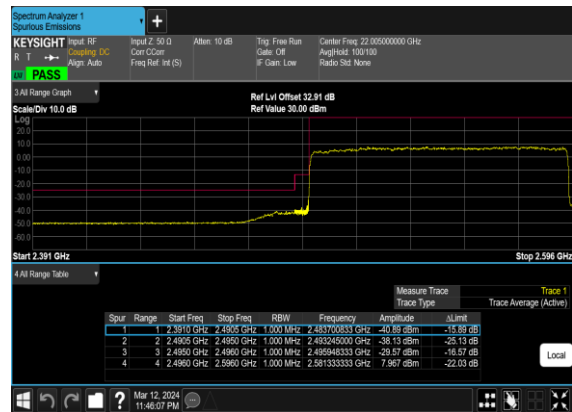 Spectrum Analyzer 1
Spurious Emissions
KEYSIGHT Input: RF Input Z: 50 Ω Atten: 10 dB Trig: Free Run Center Freq: 22.005000000 GHz
R T Coupling: DC Corr CCorr Gate: Off Avg|Hold: 100/100
Align: Auto Freq Ref: Int (S) IF Gain: Low Radio Std: None
PASS
3 All Range Graph
Ref Lvl Offset 32.91 dB
Scale/Div 10.0 dB Ref Value 30.00 dBm
Log
20.0
10.0
0.00
-10.0
-20.0
-30.0
-40.0
-50.0
-60.0
Start 2.391 GHz Stop 2.596 GHz
4 All Range Table
Measure Trace Trace 1
Trace Type Trace Average (Active)
Spur Range Start Freq Stop Freq RBW Frequency Amplitude ΔLimit
1 1 2.3910 GHz 2.4905 GHz 1.000 MHz 2.483700833 GHz -40.89 dBm -15.89 dB
2 2 2.4905 GHz 2.4950 GHz 1.000 MHz 2.493245000 GHz -38.13 dBm -25.13 dB
3 3 2.4950 GHz 2.4960 GHz 1.000 MHz 2.495948333 GHz -29.57 dBm -16.57 dB
4 4 2.4960 GHz 2.5960 GHz 1.000 MHz 2.581333333 GHz 7.967 dBm -22.03 dB
Local
Mar 12, 2024
11:46:07 PM